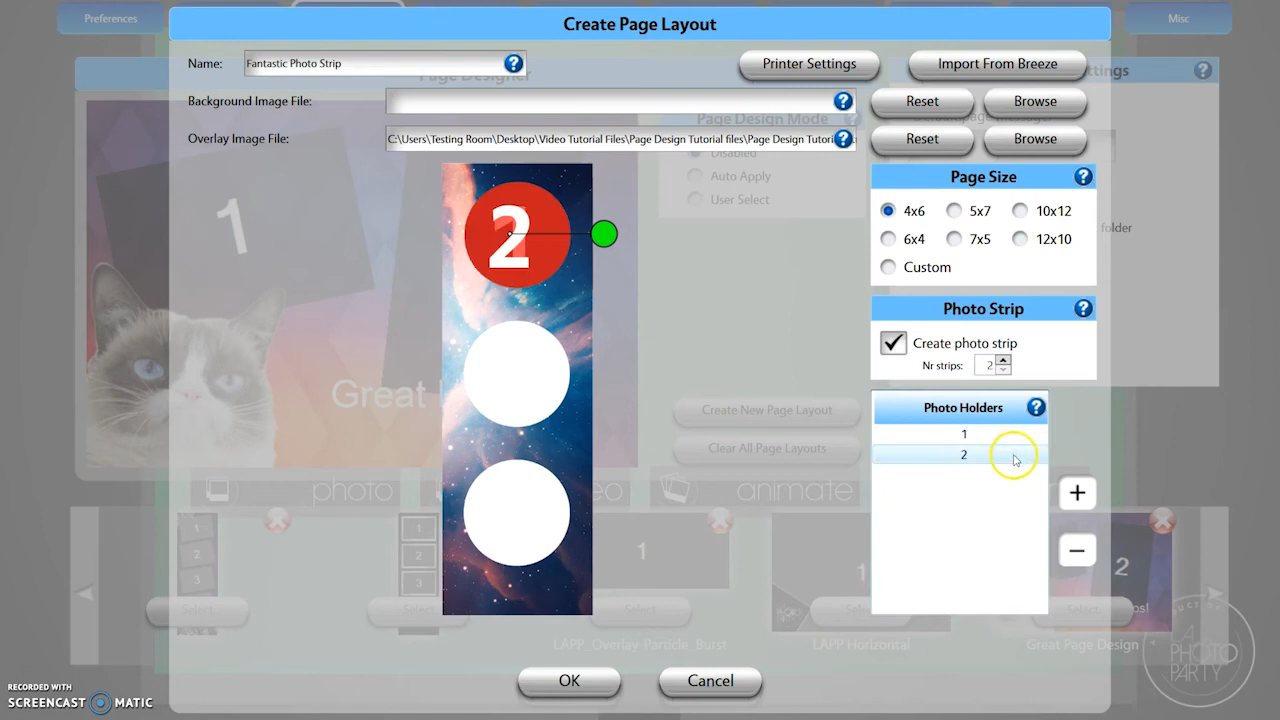 Preferences
Create Page Layout
Misc
Name:
Fantastic Photo Strip
Printer Settings
Import From Breeze
Page Designer
Background Image File:
Reset
Browse
Page Design Mode
Overlay Image File:
C:\Users\Testing Room\Desktop\Video Tutorial Files\Page Design Tutorial files\Page Design Tutori
Reset
Browse
Disabled
Auto Apply
User Select
Page Size
4x6
5x7
10x12
6x4
7x5
12x10
Custom
folder
1
2
Photo Strip
Create photo strip
Nr strips:
2
Great
Photo Holders
1
2
Create New Page Layout
Clear All Page Layouts
+
−
photo
animate
1
2
3
1
2
3
1
2
Select
Select
Select
Select
LAPP_Overlay-Particle_Burst
LAPP Horizontal
Great Page Design
OK
Cancel
LA
PHOTO
PARTY
RECORDED WITH
SCREENCAST MATIC